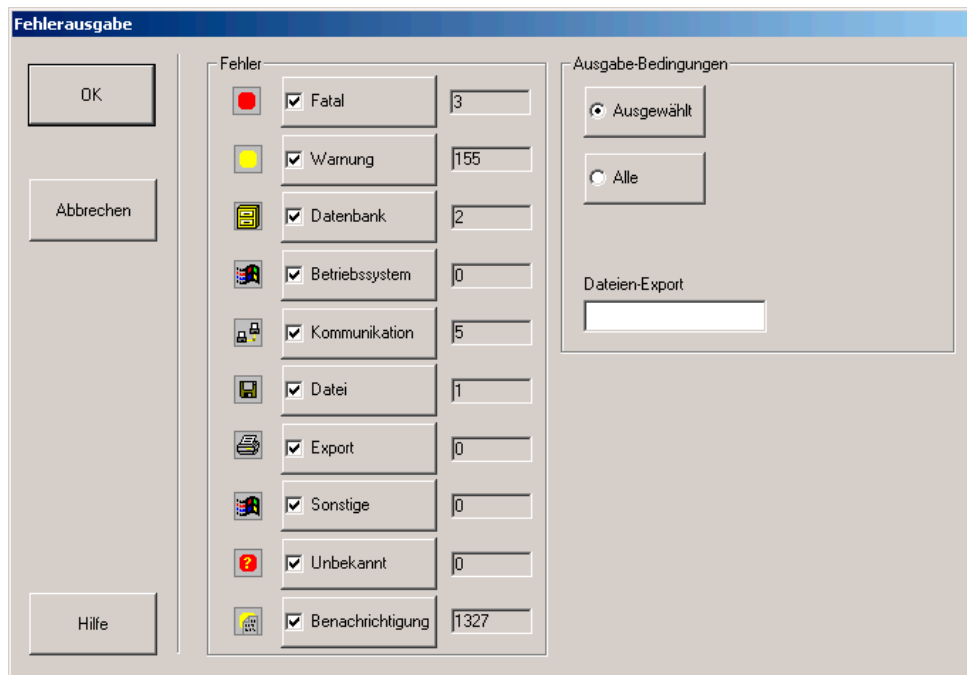 Fehlerausgabe
OK
Abbrechen
Hilfe
Fehler
Fatal 3
Warnung 155
Datenbank 2
Betriebssystem 0
Kommunikation 5
Datei 1
Export 0
Sonstige 0
Unbekannt 0
Benachrichtigung 1327
Ausgabe-Bedingungen
Ausgewählt
Alle
Dateien-Export